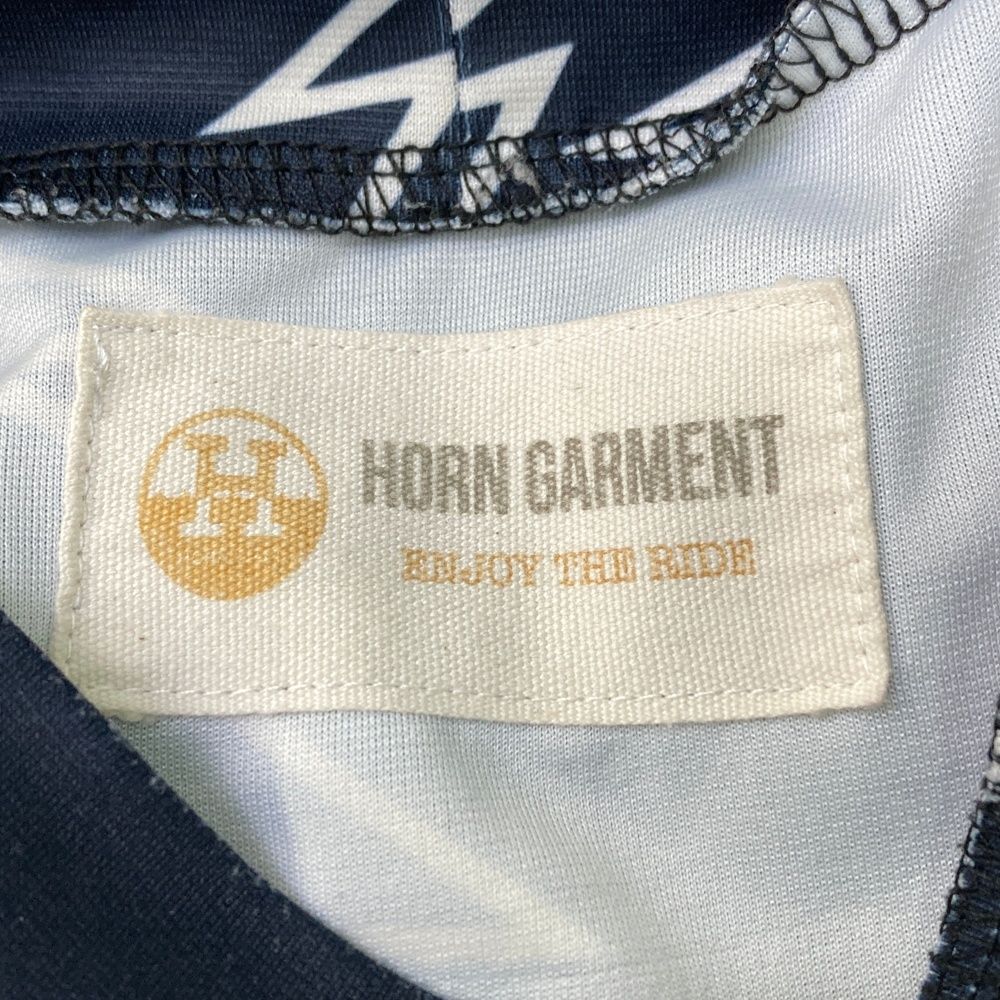 H
HORN GARMENT
ENJOY THE RIDE